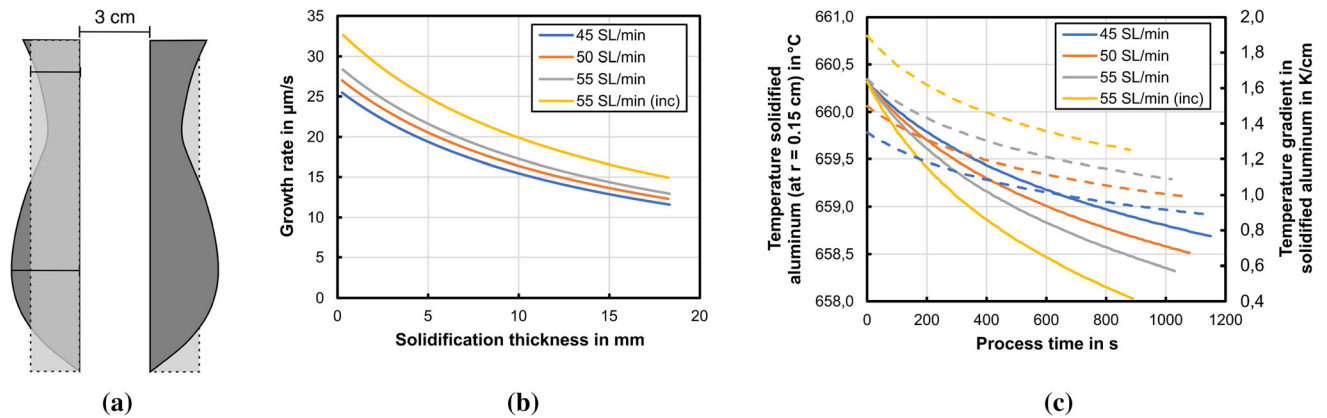 3 cm
(a)
Growth rate in µm/s
35
30
25
20
15
10
5
0
0
5
10
15
20
Solidification thickness in mm
45 SL/min
50 SL/min
55 SL/min
55 SL/min (inc)
(b)
Temperature solidified
aluminum (at r = 0.15 cm) in °C
661,0
660,5
660,0
659,5
659,0
658,5
658,0
0
200
400
600
800
1000
1200
Process time in s
45 SL/min
50 SL/min
55 SL/min
55 SL/min (inc)
2,0
1,8
1,6
1,4
1,2
1,0
0,8
0,6
0,4
Temperature gradient in
solidified aluminum in K/cm
(c)